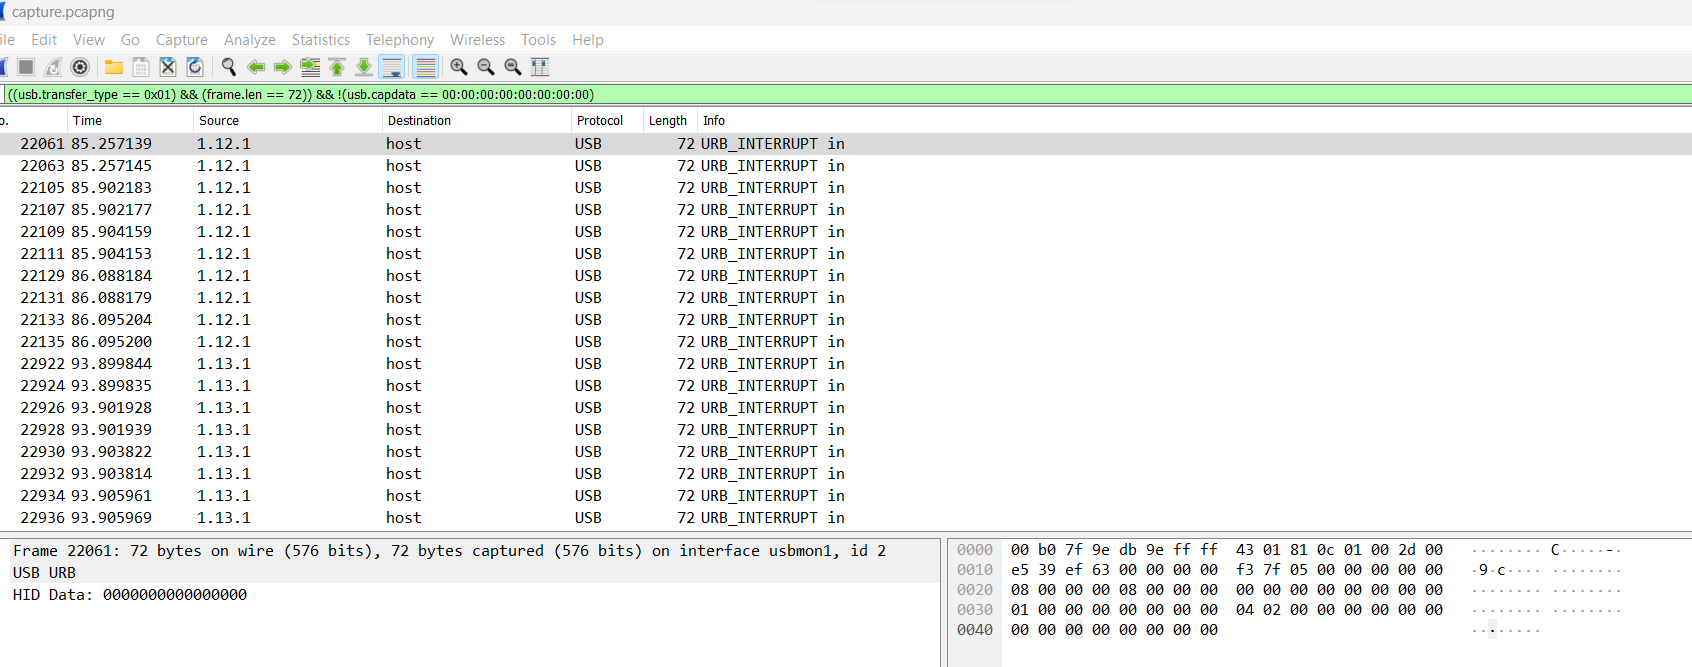 capture.pcapng
ile Edit View Go Capture Analyze Statistics Telephony Wireless Tools Help
((usb.transfer_type == 0x01) && (frame.len == 72)) && !(usb.capdata == 00:00:00:00:00:00:00:00)
o. Time Source Destination Protocol Length Info
22061 85.257139 1.12.1 host USB 72 URB_INTERRUPT in
22063 85.257145 1.12.1 host USB 72 URB_INTERRUPT in
22105 85.902183 1.12.1 host USB 72 URB_INTERRUPT in
22107 85.902177 1.12.1 host USB 72 URB_INTERRUPT in
22109 85.904159 1.12.1 host USB 72 URB_INTERRUPT in
22111 85.904153 1.12.1 host USB 72 URB_INTERRUPT in
22129 86.088184 1.12.1 host USB 72 URB_INTERRUPT in
22131 86.088179 1.12.1 host USB 72 URB_INTERRUPT in
22133 86.095204 1.12.1 host USB 72 URB_INTERRUPT in
22135 86.095200 1.12.1 host USB 72 URB_INTERRUPT in
22922 93.899844 1.13.1 host USB 72 URB_INTERRUPT in
22924 93.899835 1.13.1 host USB 72 URB_INTERRUPT in
22926 93.901928 1.13.1 host USB 72 URB_INTERRUPT in
22928 93.901939 1.13.1 host USB 72 URB_INTERRUPT in
22930 93.903822 1.13.1 host USB 72 URB_INTERRUPT in
22932 93.903814 1.13.1 host USB 72 URB_INTERRUPT in
22934 93.905961 1.13.1 host USB 72 URB_INTERRUPT in
22936 93.905969 1.13.1 host USB 72 URB_INTERRUPT in
Frame 22061: 72 bytes on wire (576 bits), 72 bytes captured (576 bits) on interface usbmon1, id 2
USB URB
HID Data: 0000000000000000
0000 00 b0 7f 9e db 9e ff ff 43 01 81 0c 01 00 2d 00 ········ C·····-·
0010 e5 39 ef 63 00 00 00 00 f3 7f 05 00 00 00 00 00 ·9·c···· ········
0020 08 00 00 00 08 00 00 00 00 00 00 00 00 00 00 00 ········ ········
0030 01 00 00 00 00 00 00 00 04 02 00 00 00 00 00 00 ········ ········
0040 00 00 00 00 00 00 00 00 ········